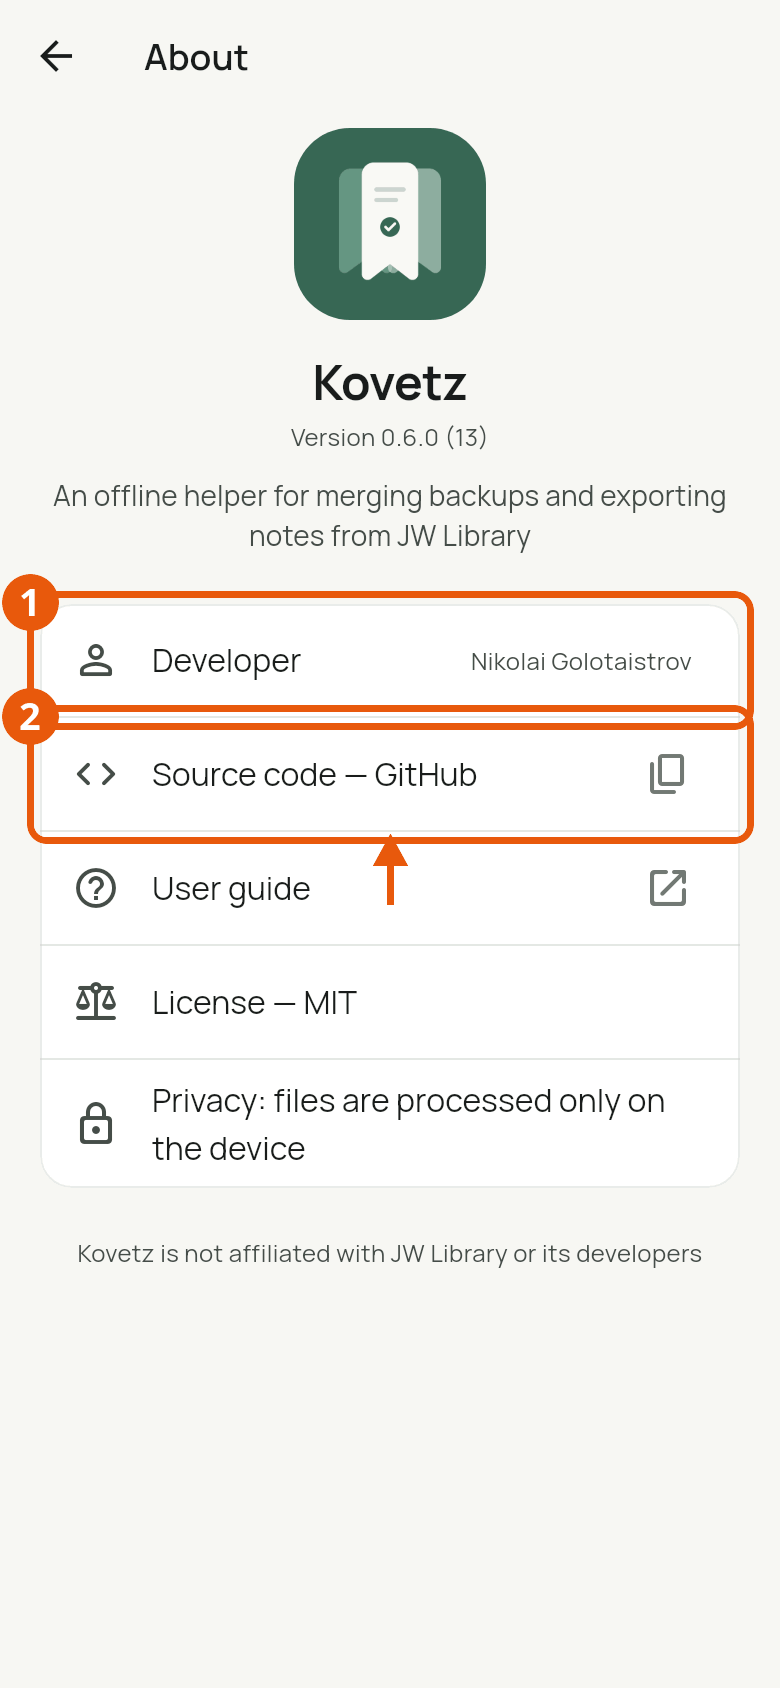 About
Kovetz
Version 0.6.0 (13)
An offline helper for merging backups and exporting
notes from JW Library
1
Developer
Nikolai Golotaistrov
2
Source code — GitHub
User guide
License — MIT
Privacy: files are processed only on
the device
Kovetz is not affiliated with JW Library or its developers